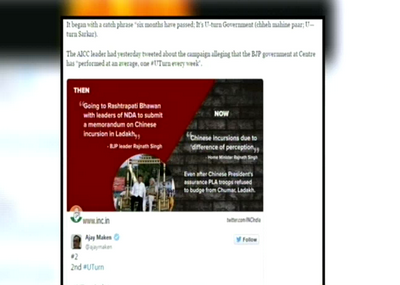 It began with a catch phrase "six months have passed; It's U-turn Government (chheh mahine paar; U--
turn Sarkar).
The AICC leader had yesterday tweeted about the campaign alleging that the BJP government at Centre
has "performed at an average, one #UTurn every week".
THEN
"Going to Rashtrapati Bhawan
with leaders of NDA to submit
a memorandum on Chinese
incursion in Ladakh."
- BJP leader Rajnath Singh
NOW
"Chinese incursions due to
'difference of perception'"
Home Minister Rajnath Singh
Even after Chinese President's
assurance PLA troops refused
to budge from Chumar, Ladakh.
www.inc.in
twitter.com/INCIndia
Ajay Maken
@ajaymaken
Follow
#2
2nd #UTurn